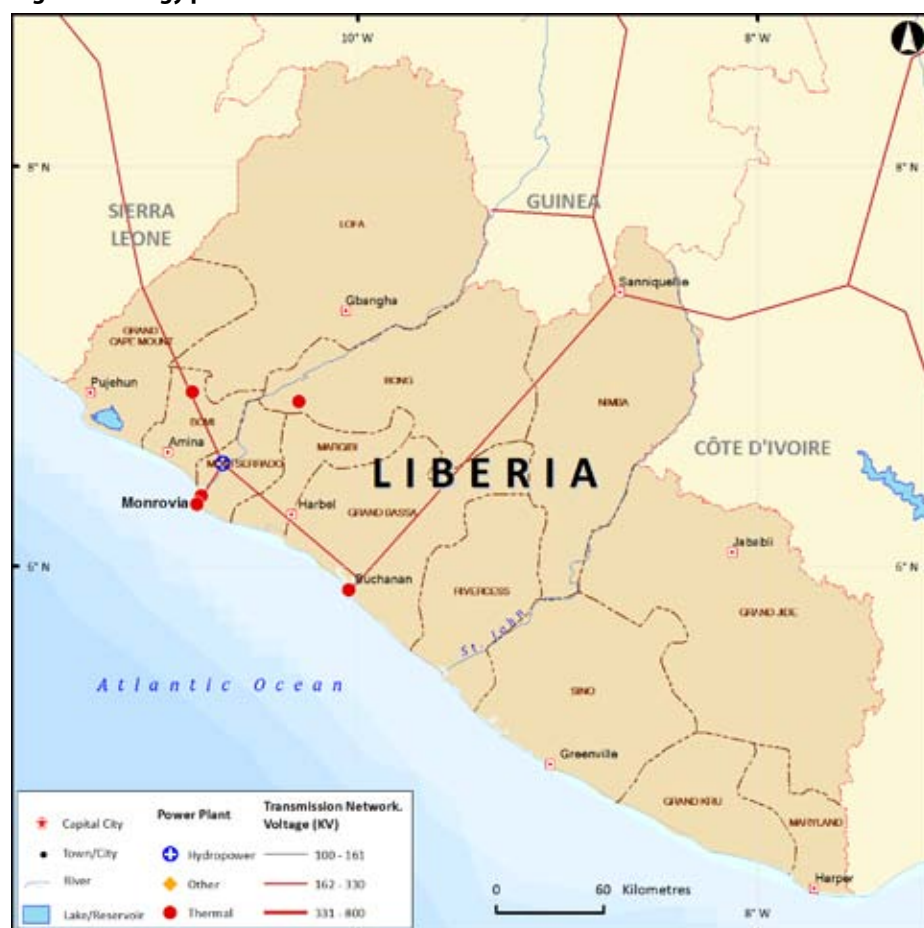 10° W
8° W
8° N
8° N
SIERRA
LEONE
GUINEA
LOFA
Sanniquellie
Gbangha
GRAND
CAPE MOUNT
Pujehun
BONG
NIMBA
BOMI
CÔTE D'IVOIRE
Amina
MONTSERRADO
MARGIBI
LIBERIA
Monrovia
Harbel
GRAND BASSA
6° N
6° N
Buchanan
RIVERCESS
GRAND JIDE
St. John
Atlantic Ocean
SINO
Greenville
GRAND KRU
MARYLAND
Harper
8° W
Capital City
Town/City
River
Lake/Reservoir
Power Plant
Hydropower
Other
Thermal
Transmission Network.
Voltage (KV)
100 - 161
162 - 330
331 - 800
0 60 Kilometres